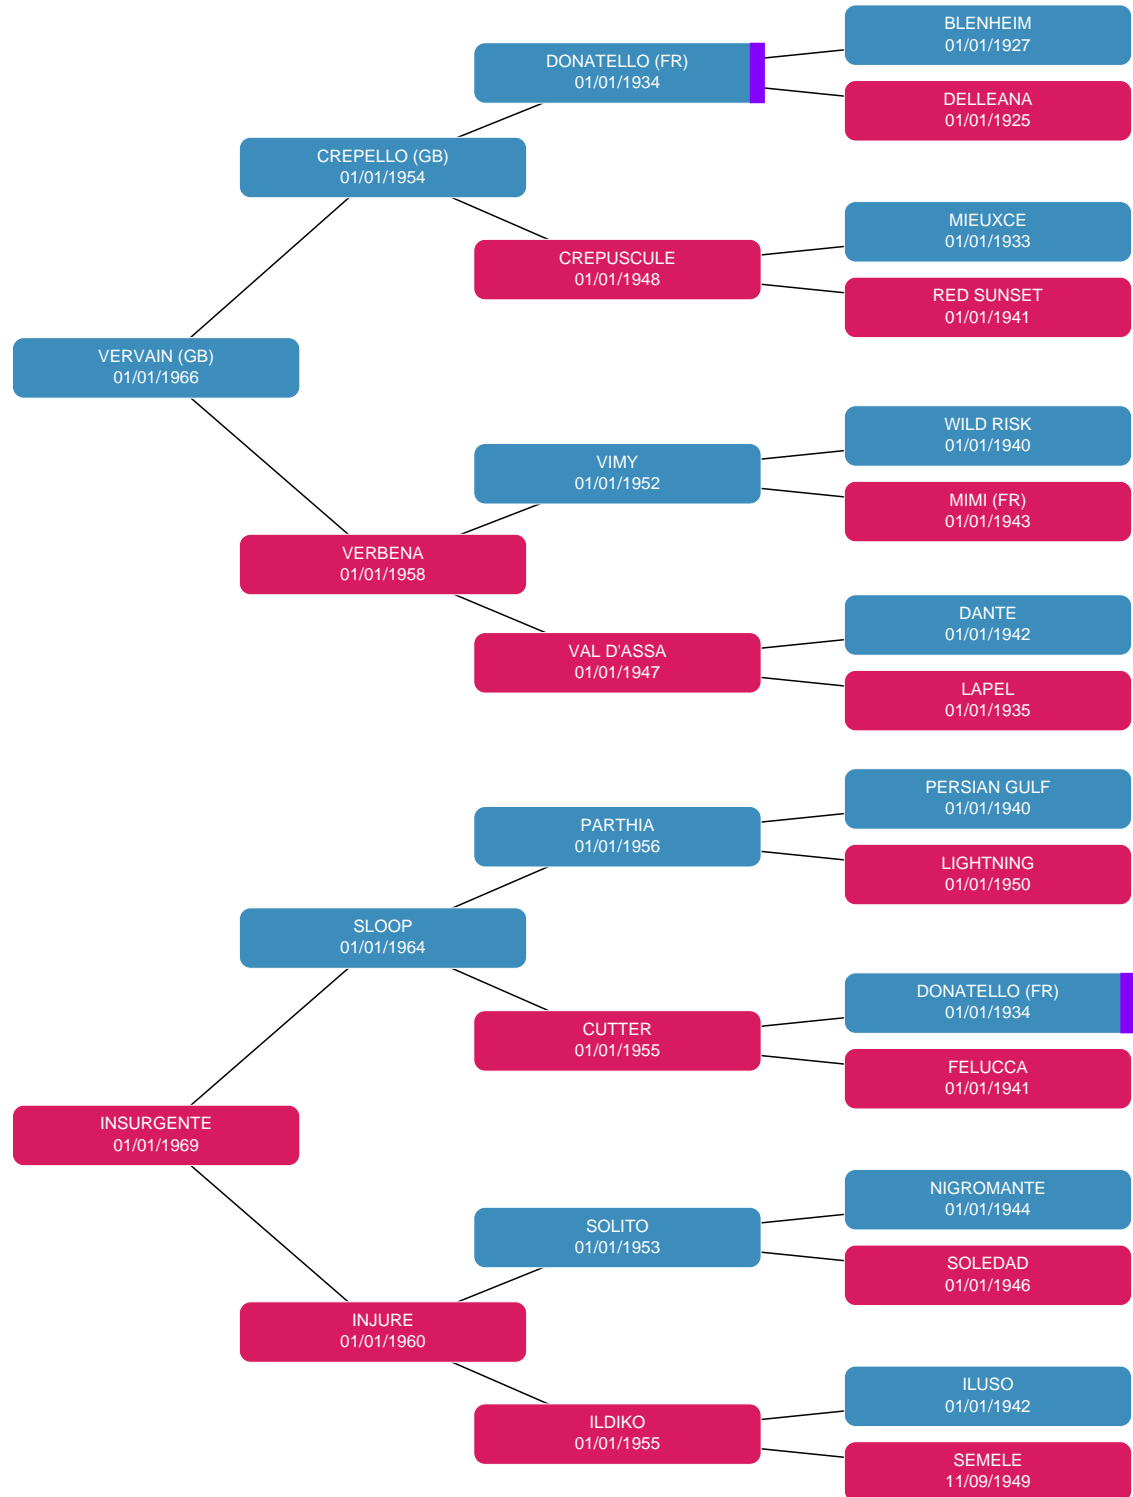 BLENHEIM
01/01/1927
DONATELLO (FR)
01/01/1934
DELLEANA
01/01/1925
CREPELLO (GB)
01/01/1954
MIEUXCE
01/01/1933
CREPUSCULE
01/01/1948
RED SUNSET
01/01/1941
VERVAIN (GB)
01/01/1966
WILD RISK
01/01/1940
VIMY
01/01/1952
MIMI (FR)
01/01/1943
VERBENA
01/01/1958
DANTE
01/01/1942
VAL D'ASSA
01/01/1947
LAPEL
01/01/1935
PERSIAN GULF
01/01/1940
PARTHIA
01/01/1956
LIGHTNING
01/01/1950
SLOOP
01/01/1964
DONATELLO (FR)
01/01/1934
CUTTER
01/01/1955
FELUCCA
01/01/1941
INSURGENTE
01/01/1969
NIGROMANTE
01/01/1944
SOLITO
01/01/1953
SOLEDAD
01/01/1946
INJURE
01/01/1960
ILUSO
01/01/1942
ILDIKO
01/01/1955
SEMELE
11/09/1949